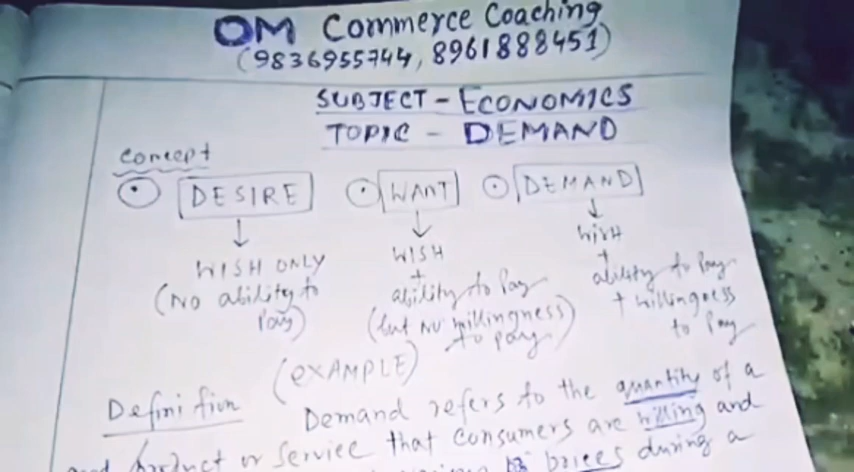 OM Commerce Coaching
(9836955744, 8961888451)
SUBJECT - ECONOMICS
TOPIC - DEMAND
Concept
DESIRE WANT DEMAND
WISH ONLY
(No ability to Pay)
WISH
+
ability to Pay
(but no willingness to pay)
Wish
+
ability to Pay
+ willingness
to Pay
(EXAMPLE)
Definition Demand refers to the quantity of a
product or service that consumers are willing and
prices during a